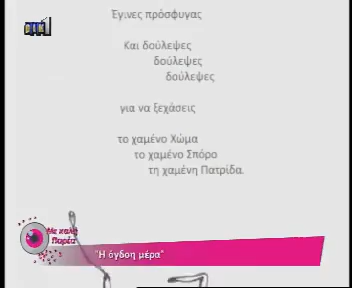 Έγινες πρόσφυγας
Και δούλεψες
δούλεψες
δούλεψες
για να ξεχάσεις
το χαμένο Χώμα
το χαμένο Σπόρο
τη χαμένη Πατρίδα.
Με καλή
Παρέα
"Η όγδοη μέρα"